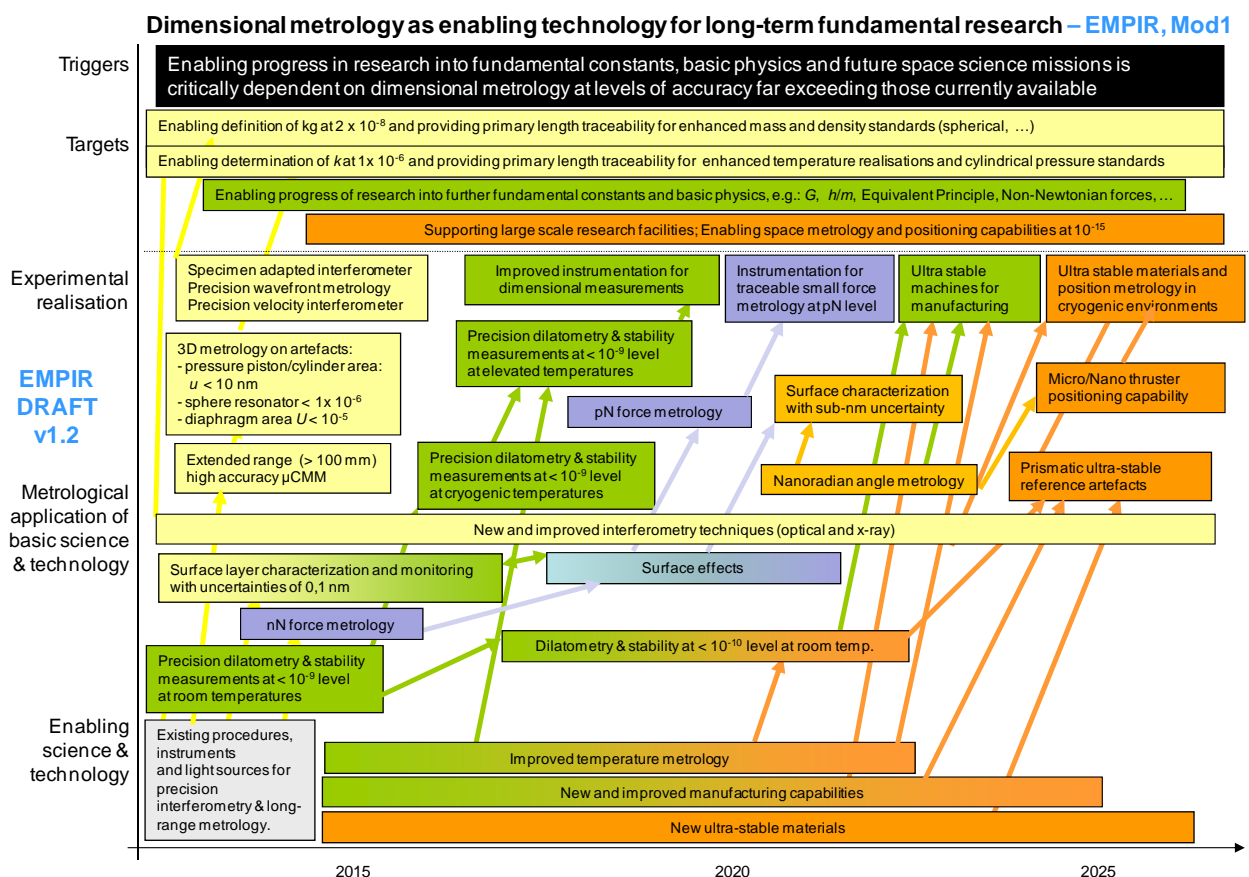 Dimensional metrology as enabling technology for long-term fundamental research – EMPIR, Mod1
Triggers
Enabling progress in research into fundamental constants, basic physics and future space science missions is
critically dependent on dimensional metrology at levels of accuracy far exceeding those currently available
Targets
Enabling definition of kg at 2 x 10⁻⁸ and providing primary length traceability for enhanced mass and density standards (spherical, …)
Enabling determination of k at 1x 10⁻⁶ and providing primary length traceability for enhanced temperature realisations and cylindrical pressure standards
Enabling progress of research into further fundamental constants and basic physics, e.g.: G, h/m, Equivalent Principle, Non-Newtonian forces, …
Supporting large scale research facilities; Enabling space metrology and positioning capabilities at 10⁻¹⁵
Experimental
realisation
Specimen adapted interferometer
Precision wavefront metrology
Precision velocity interferometer
Improved instrumentation for
dimensional measurements
Instrumentation for
traceable small force
metrology at pN level
Ultra stable
machines for
manufacturing
Ultra stable materials and
position metrology in
cryogenic environments
Precision dilatometry & stability
measurements at < 10⁻⁹ level
at elevated temperatures
3D metrology on artefacts:
- pressure piston/cylinder area:
u < 10 nm
- sphere resonator < 1x 10⁻⁶
- diaphragm area U < 10⁻⁵
EMPIR
DRAFT
v1.2
pN force metrology
Surface characterization
with sub-nm uncertainty
Micro/Nano thruster
positioning capability
Extended range (> 100 mm)
high accuracy µCMM
Precision dilatometry & stability
measurements at < 10⁻⁹ level
at cryogenic temperatures
Nanoradian angle metrology
Prismatic ultra-stable
reference artefacts
Metrological
application of
basic science
& technology
New and improved interferometry techniques (optical and x-ray)
Surface layer characterization and monitoring
with uncertainties of 0,1 nm
Surface effects
nN force metrology
Dilatometry & stability at < 10⁻¹⁰ level at room temp.
Precision dilatometry & stability
measurements at < 10⁻⁹ level
at room temperatures
Enabling
science &
technology
Existing procedures,
instruments
and light sources for
precision
interferometry & long-
range metrology.
Improved temperature metrology
New and improved manufacturing capabilities
New ultra-stable materials
2015
2020
2025